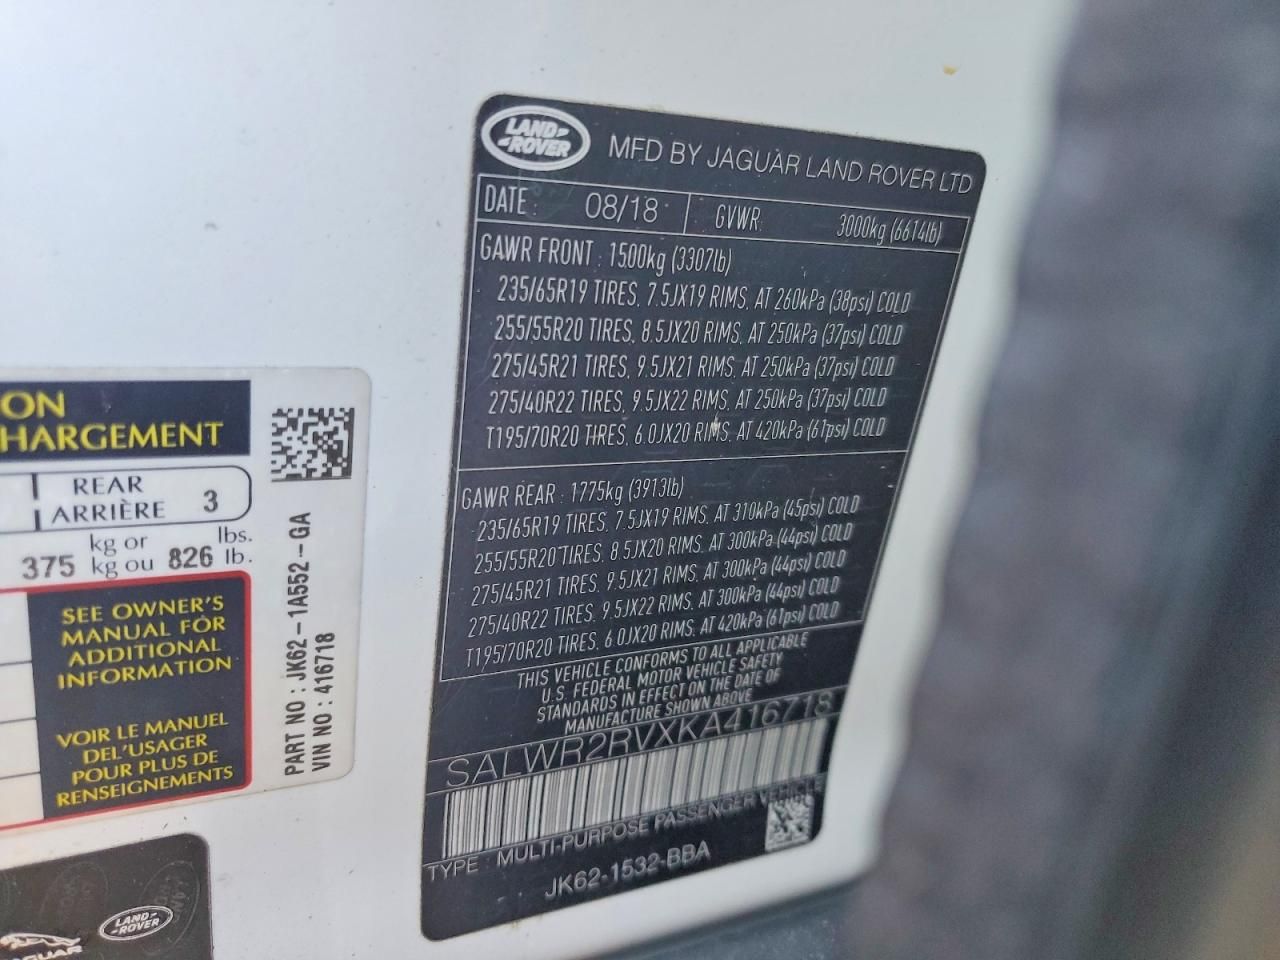 LAND-
-ROVER
MFD BY JAGUAR LAND ROVER LTD
DATE: 08/18 GVWR 3000kg (6614lb)
GAWR FRONT : 1500kg (3307lb)
235/65R19 TIRES, 7.5JX19 RIMS, AT 260kPa (38psi) COLD
255/55R20 TIRES, 8.5JX20 RIMS, AT 250kPa (37psi) COLD
275/45R21 TIRES, 9.5JX21 RIMS, AT 250kPa (37psi) COLD
275/40R22 TIRES, 9.5JX22 RIMS, AT 250kPa (37psi) COLD
T195/70R20 TIRES, 6.0JX20 RIMS, AT 420kPa (61psi) COLD
GAWR REAR : 1775kg (3913lb)
235/65R19 TIRES, 7.5JX19 RIMS, AT 310kPa (45psi) COLD
255/55R20 TIRES, 8.5JX20 RIMS, AT 300kPa (44psi) COLD
275/45R21 TIRES, 9.5JX21 RIMS, AT 300kPa (44psi) COLD
275/40R22 TIRES, 9.5JX22 RIMS, AT 300kPa (44psi) COLD
T195/70R20 TIRES, 6.0JX20 RIMS, AT 420kPa (61psi) COLD
THIS VEHICLE CONFORMS TO ALL APPLICABLE
U.S. FEDERAL MOTOR VEHICLE SAFETY
STANDARDS IN EFFECT ON THE DATE OF
MANUFACTURE SHOWN ABOVE
SALWR2RVXKA416718
TYPE : MULTI-PURPOSE PASSENGER VEHICLE
JK62-1532-BBA
ON
HARGEMENT
REAR
ARRIÈRE 3
375 kg or lbs.
kg ou 826 lb.
SEE OWNER'S
MANUAL FOR
ADDITIONAL
INFORMATION
VOIR LE MANUEL
DEL'USAGER
POUR PLUS DE
RENSEIGNEMENTS
PART NO : JK62-1A552-GA
VIN NO : 416718
LAND-
-ROVER
AGUAR